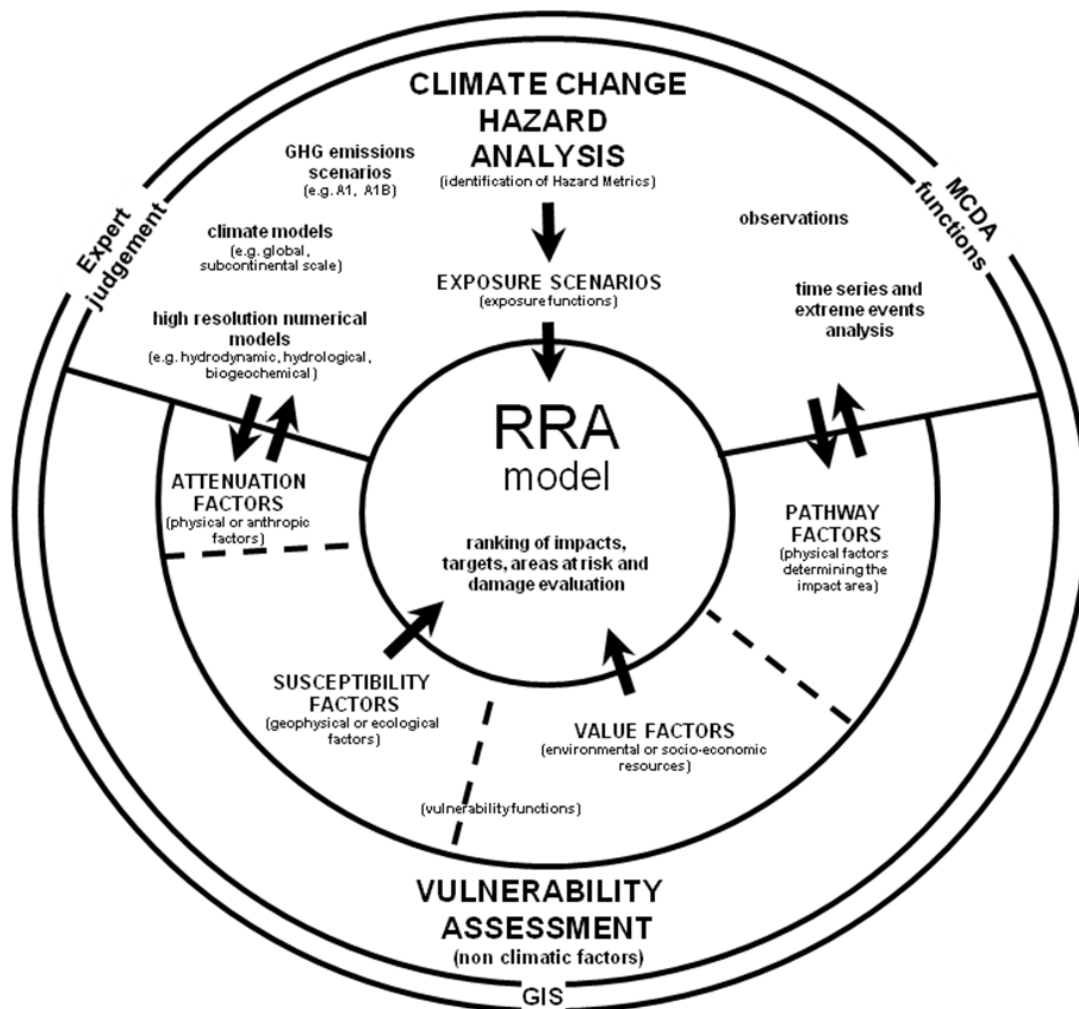 CLIMATE CHANGE
HAZARD
ANALYSIS
(identification of Hazard Metrics)
GHG emissions
scenarios
(e.g. A1, A1B)
climate models
(e.g. global,
subcontinental scale)
high resolution numerical
models
(e.g. hydrodynamic, hydrological,
biogeochemical)
EXPOSURE SCENARIOS
(exposure functions)
observations
time series and
extreme events
analysis
Expert
judgement
MCDA
functions
RRA
model
ranking of impacts,
targets, areas at risk and
damage evaluation
ATTENUATION
FACTORS
(physical or anthropic
factors)
PATHWAY
FACTORS
(physical factors
determining the
impact area)
SUSCEPTIBILITY
FACTORS
(geophysical or ecological
factors)
VALUE FACTORS
(environmental or socio-economic
resources)
(vulnerability functions)
VULNERABILITY
ASSESSMENT
(non climatic factors)
GIS